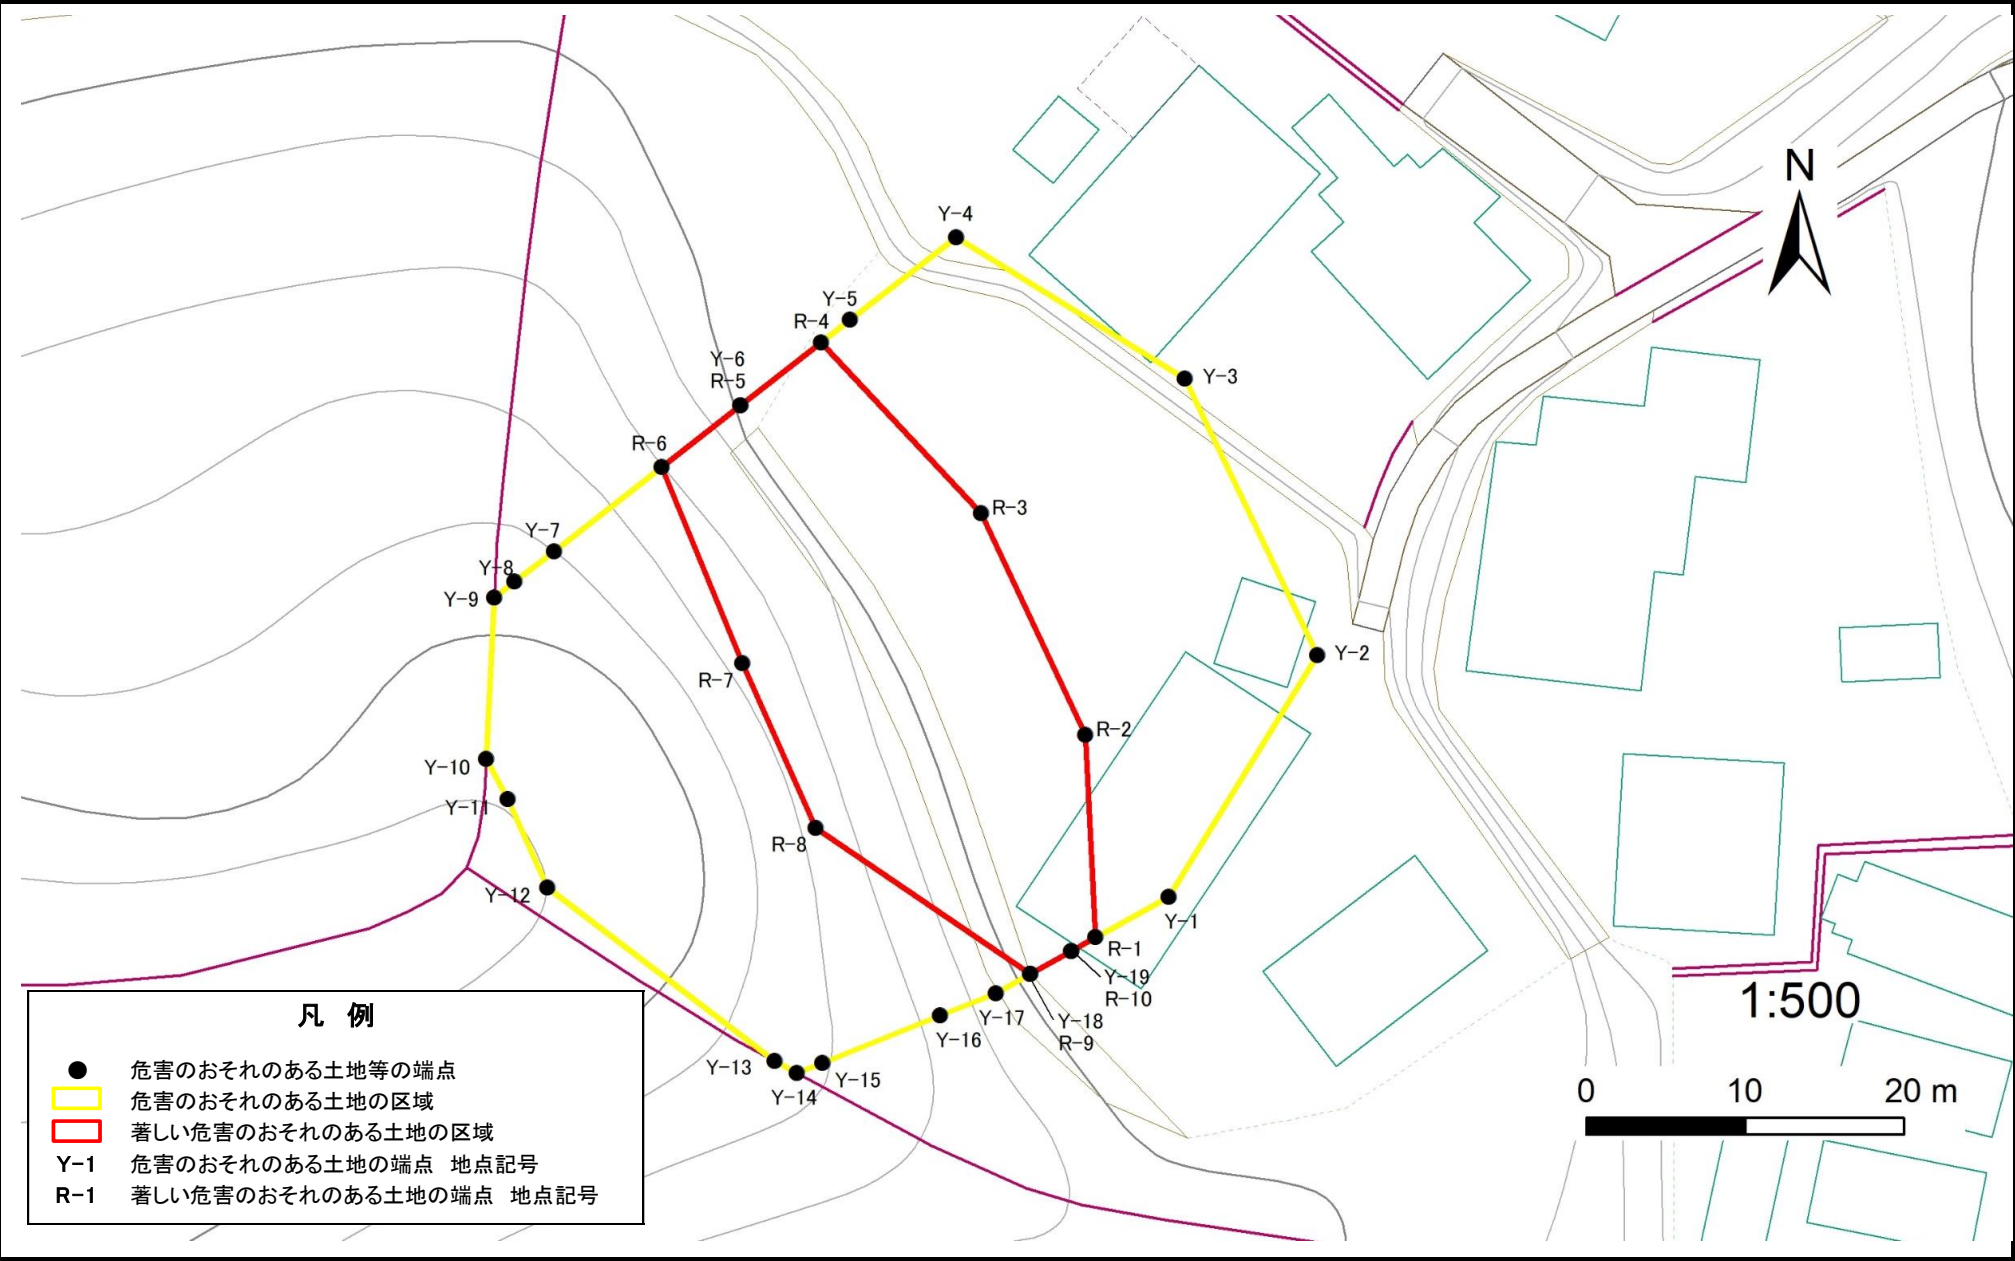 N
Y-4
Y-5
R-4
Y-6
R-5
Y-3
R-6
R-3
Y-7
Y-8
Y-9
Y-2
R-7
R-2
Y-10
Y-11
R-8
Y-12
Y-1
R-1
Y-19
R-10
Y-17
Y-18
R-9
Y-16
Y-13
Y-15
Y-14
1:500
0 10 20 m
凡 例
危害のおそれのある土地等の端点
危害のおそれのある土地の区域
著しい危害のおそれのある土地の区域
Y-1 危害のおそれのある土地の端点 地点記号
R-1 著しい危害のおそれのある土地の端点 地点記号